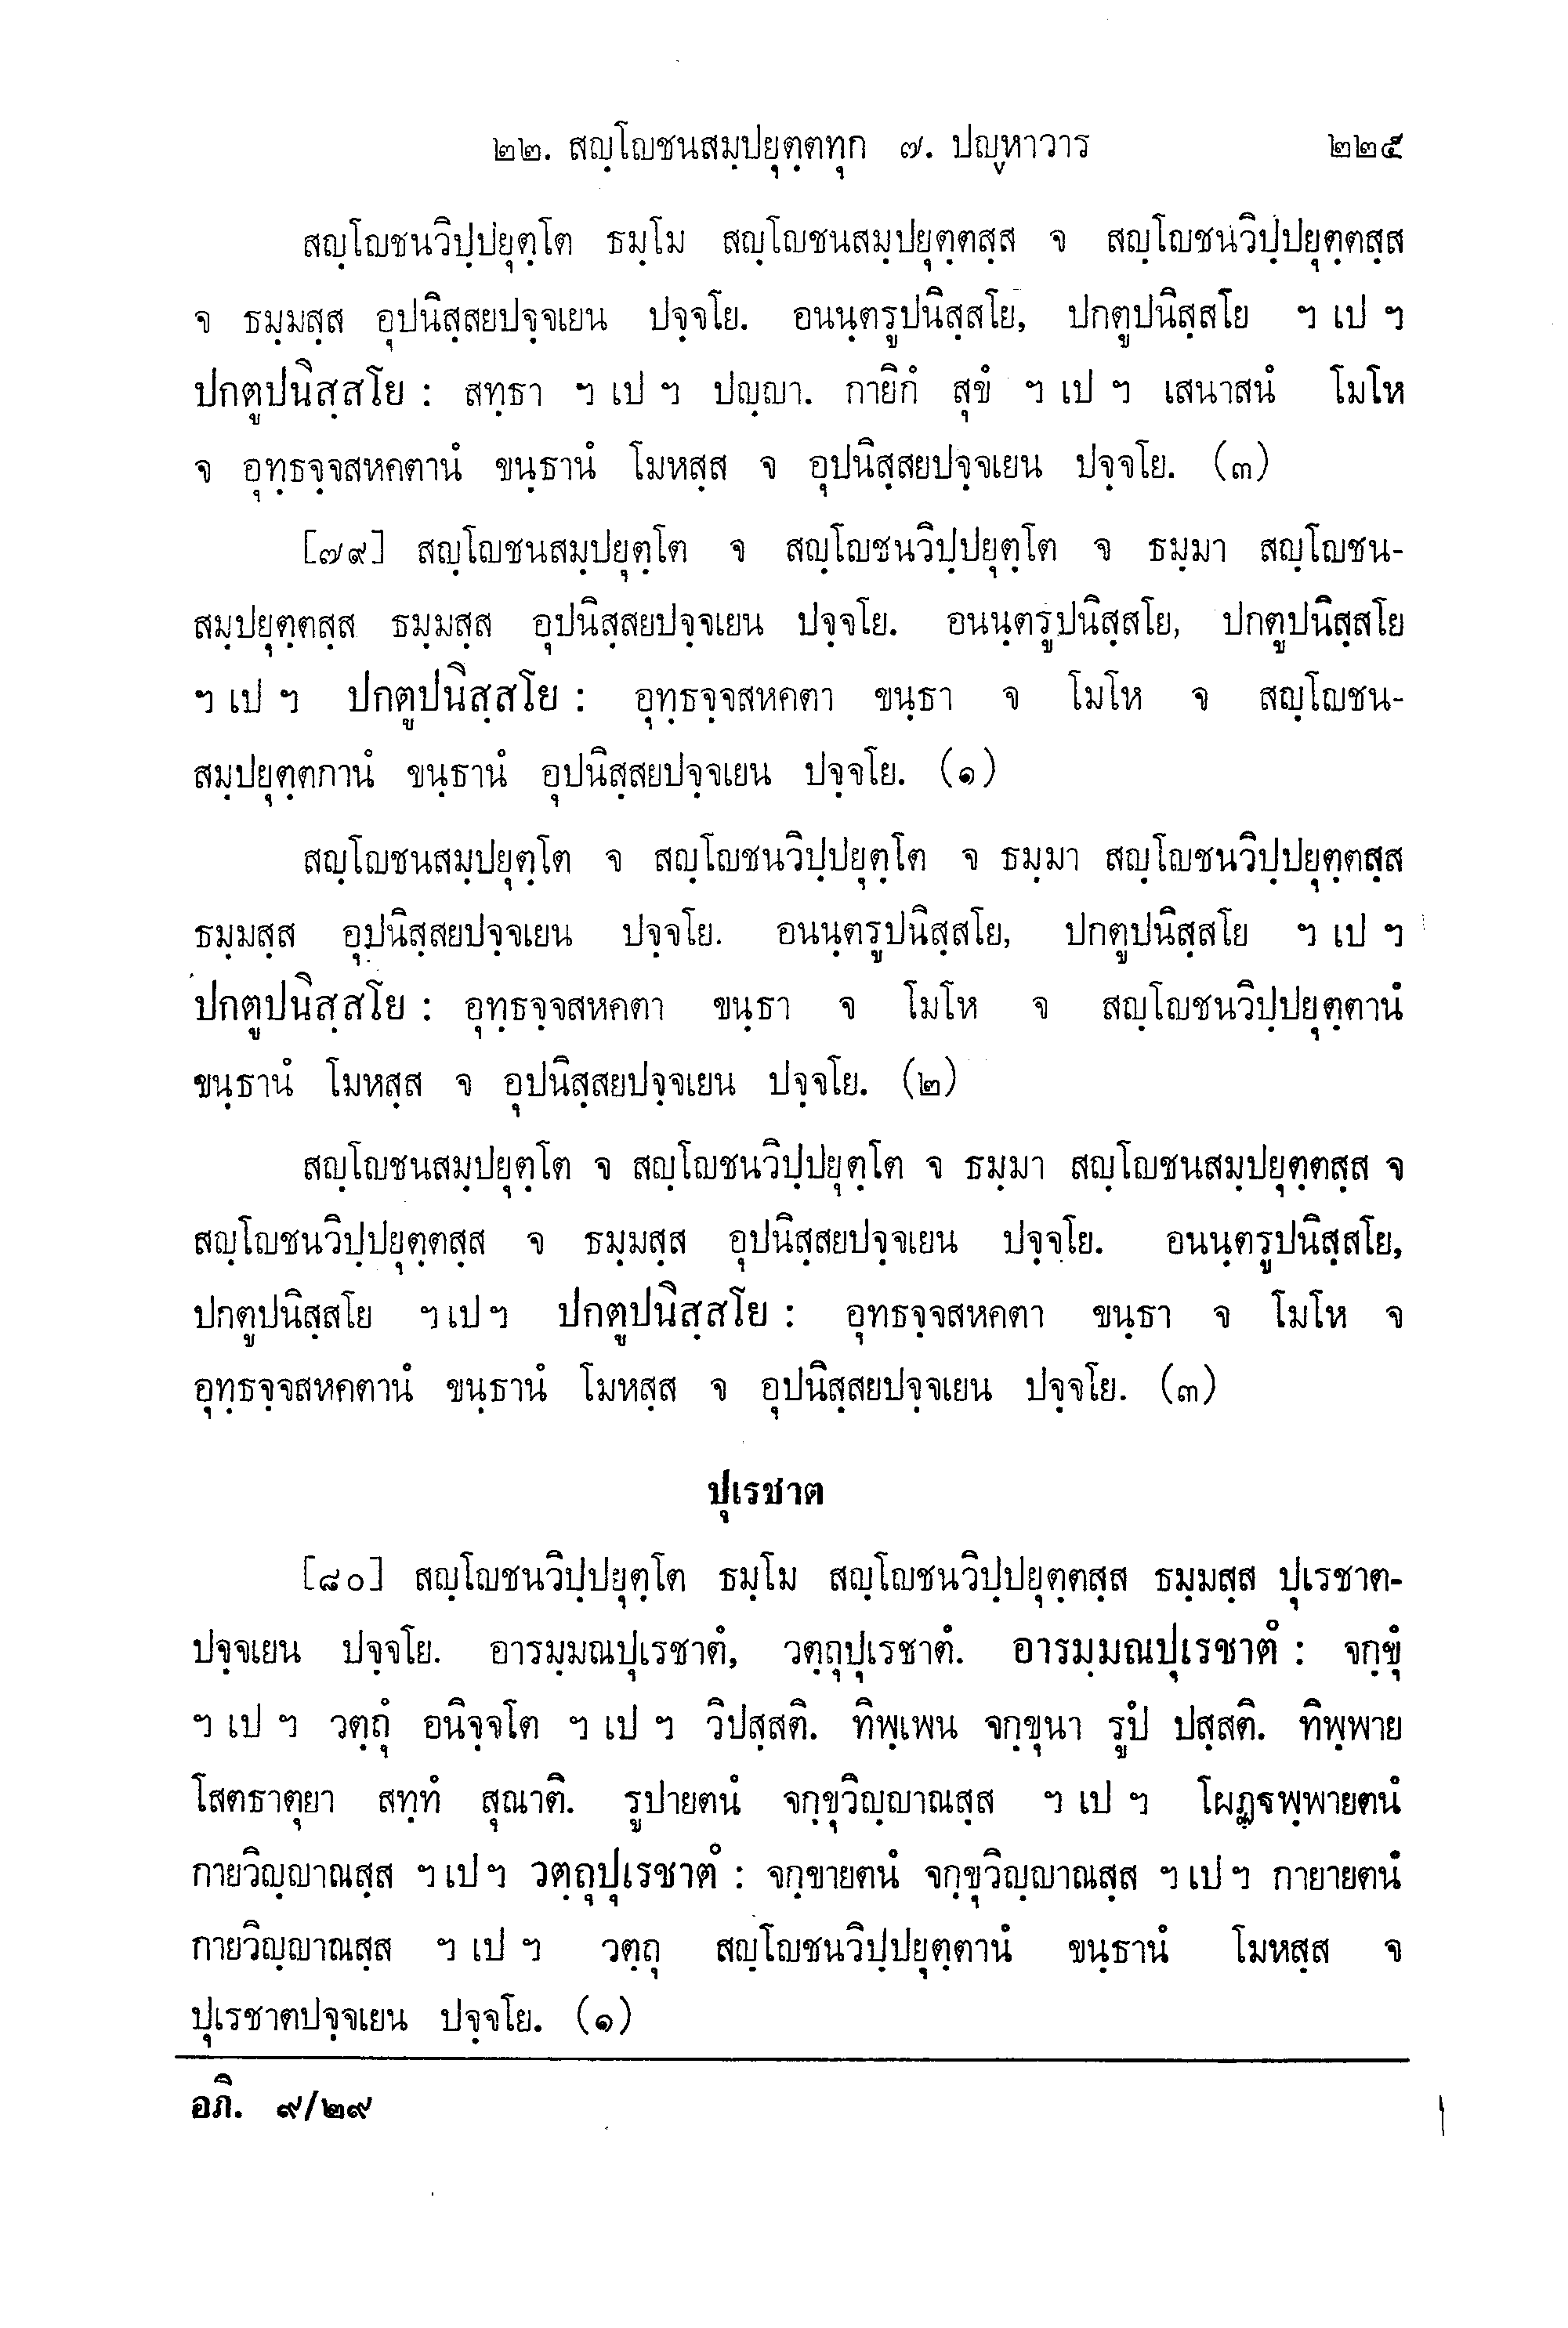 ๒๒. สญฺโญชนสมฺปยุตฺตทุก ๗. ปญฺหาวาร ๒๒๕
สญฺโญชนวิปฺปยุตฺโต ธมฺโม สญฺโญชนสมฺปยุตฺตสฺส จ สญฺโญชนวิปฺปยุตฺตสฺส
จ ธมฺมสฺส อุปนิสฺสยปจฺจเยน ปจฺจโย. อนนฺตรูปนิสฺสโย, ปกตูปนิสฺสโย ฯ เป ฯ
ปกตูปนิสฺสโย : สทฺธา ฯ เป ฯ ปญฺญา. กายิกํ สุขํ ฯ เป ฯ เสนาสนํ โมโห
จ อุทฺธจฺจสหคตานํ ขนฺธานํ โมหสฺส จ อุปนิสฺสยปจฺจเยน ปจฺจโย. (๓)
[๗๙] สญฺโญชนสมฺปยุตฺโต จ สญฺโญชนวิปฺปยุตฺโต จ ธมฺมา สญฺโญชน-
สมฺปยุตฺตสฺส ธมฺมสฺส อุปนิสฺสยปจฺจเยน ปจฺจโย. อนนฺตรูปนิสฺสโย, ปกตูปนิสฺสโย
ฯ เป ฯ ปกตูปนิสฺสโย : อุทฺธจฺจสหคตา ขนฺธา จ โมโห จ สญฺโญชน-
สมฺปยุตฺตกานํ ขนฺธานํ อุปนิสฺสยปจฺจเยน ปจฺจโย. (๑)
สญฺโญชนสมฺปยุตฺโต จ สญฺโญชนวิปฺปยุตฺโต จ ธมฺมา สญฺโญชนวิปฺปยุตฺตสฺส
ธมฺมสฺส อุปนิสฺสยปจฺจเยน ปจฺจโย. อนนฺตรูปนิสฺสโย, ปกตูปนิสฺสโย ฯ เป ฯ
ปกตูปนิสฺสโย : อุทฺธจฺจสหคตา ขนฺธา จ โมโห จ สญฺโญชนวิปฺปยุตฺตานํ
ขนฺธานํ โมหสฺส จ อุปนิสฺสยปจฺจเยน ปจฺจโย. (๒)
สญฺโญชนสมฺปยุตฺโต จ สญฺโญชนวิปฺปยุตฺโต จ ธมฺมา สญฺโญชนสมฺปยุตฺตสฺส จ
สญฺโญชนวิปฺปยุตฺตสฺส จ ธมฺมสฺส อุปนิสฺสยปจฺจเยน ปจฺจโย. อนนฺตรูปนิสฺสโย,
ปกตูปนิสฺสโย ฯ เป ฯ ปกตูปนิสฺสโย : อุทธจฺจสหคตา ขนฺธา จ โมโห จ
อุทฺธจฺจสหคตานํ ขนฺธานํ โมหสฺส จ อุปนิสฺสยปจฺจเยน ปจฺจโย. (๓)
ปุเรชาต
[๘๐] สญฺโญชนวิปฺปยุตฺโต ธมฺโม สญฺโญชนวิปฺปยุตฺตสฺส ธมฺมสฺส ปุเรชาต-
ปจฺจเยน ปจฺจโย. อารมฺมณปุเรชาตํ, วตฺถุปุเรชาตํ. อารมฺมณปุเรชาตํ : จกฺขุํ
ฯ เป ฯ วตฺถุํ อนิจฺจโต ฯ เป ฯ วิปสฺสติ. ทิพฺเพน จกฺขุนา รูปํ ปสฺสติ. ทิพฺพาย
โสตธาตุยา สทฺทํ สุณาติ. รูปายตนํ จกฺขุวิญฺญาณสฺส ฯ เป ฯ โผฏฺฐพฺพายตนํ
กายวิญฺญาณสฺส ฯ เป ฯ วตฺถุปุเรชาตํ : จกฺขายตนํ จกฺขุวิญฺญาณสฺส ฯ เป ฯ กายายตนํ
กายวิญฺญาณสฺส ฯ เป ฯ วตฺถุ สญฺโญชนวิปฺปยุตฺตานํ ขนฺธานํ โมหสฺส จ
ปุเรชาตปจฺจเยน ปจฺจโย. (๑)
อภิ. ๙/๒๙